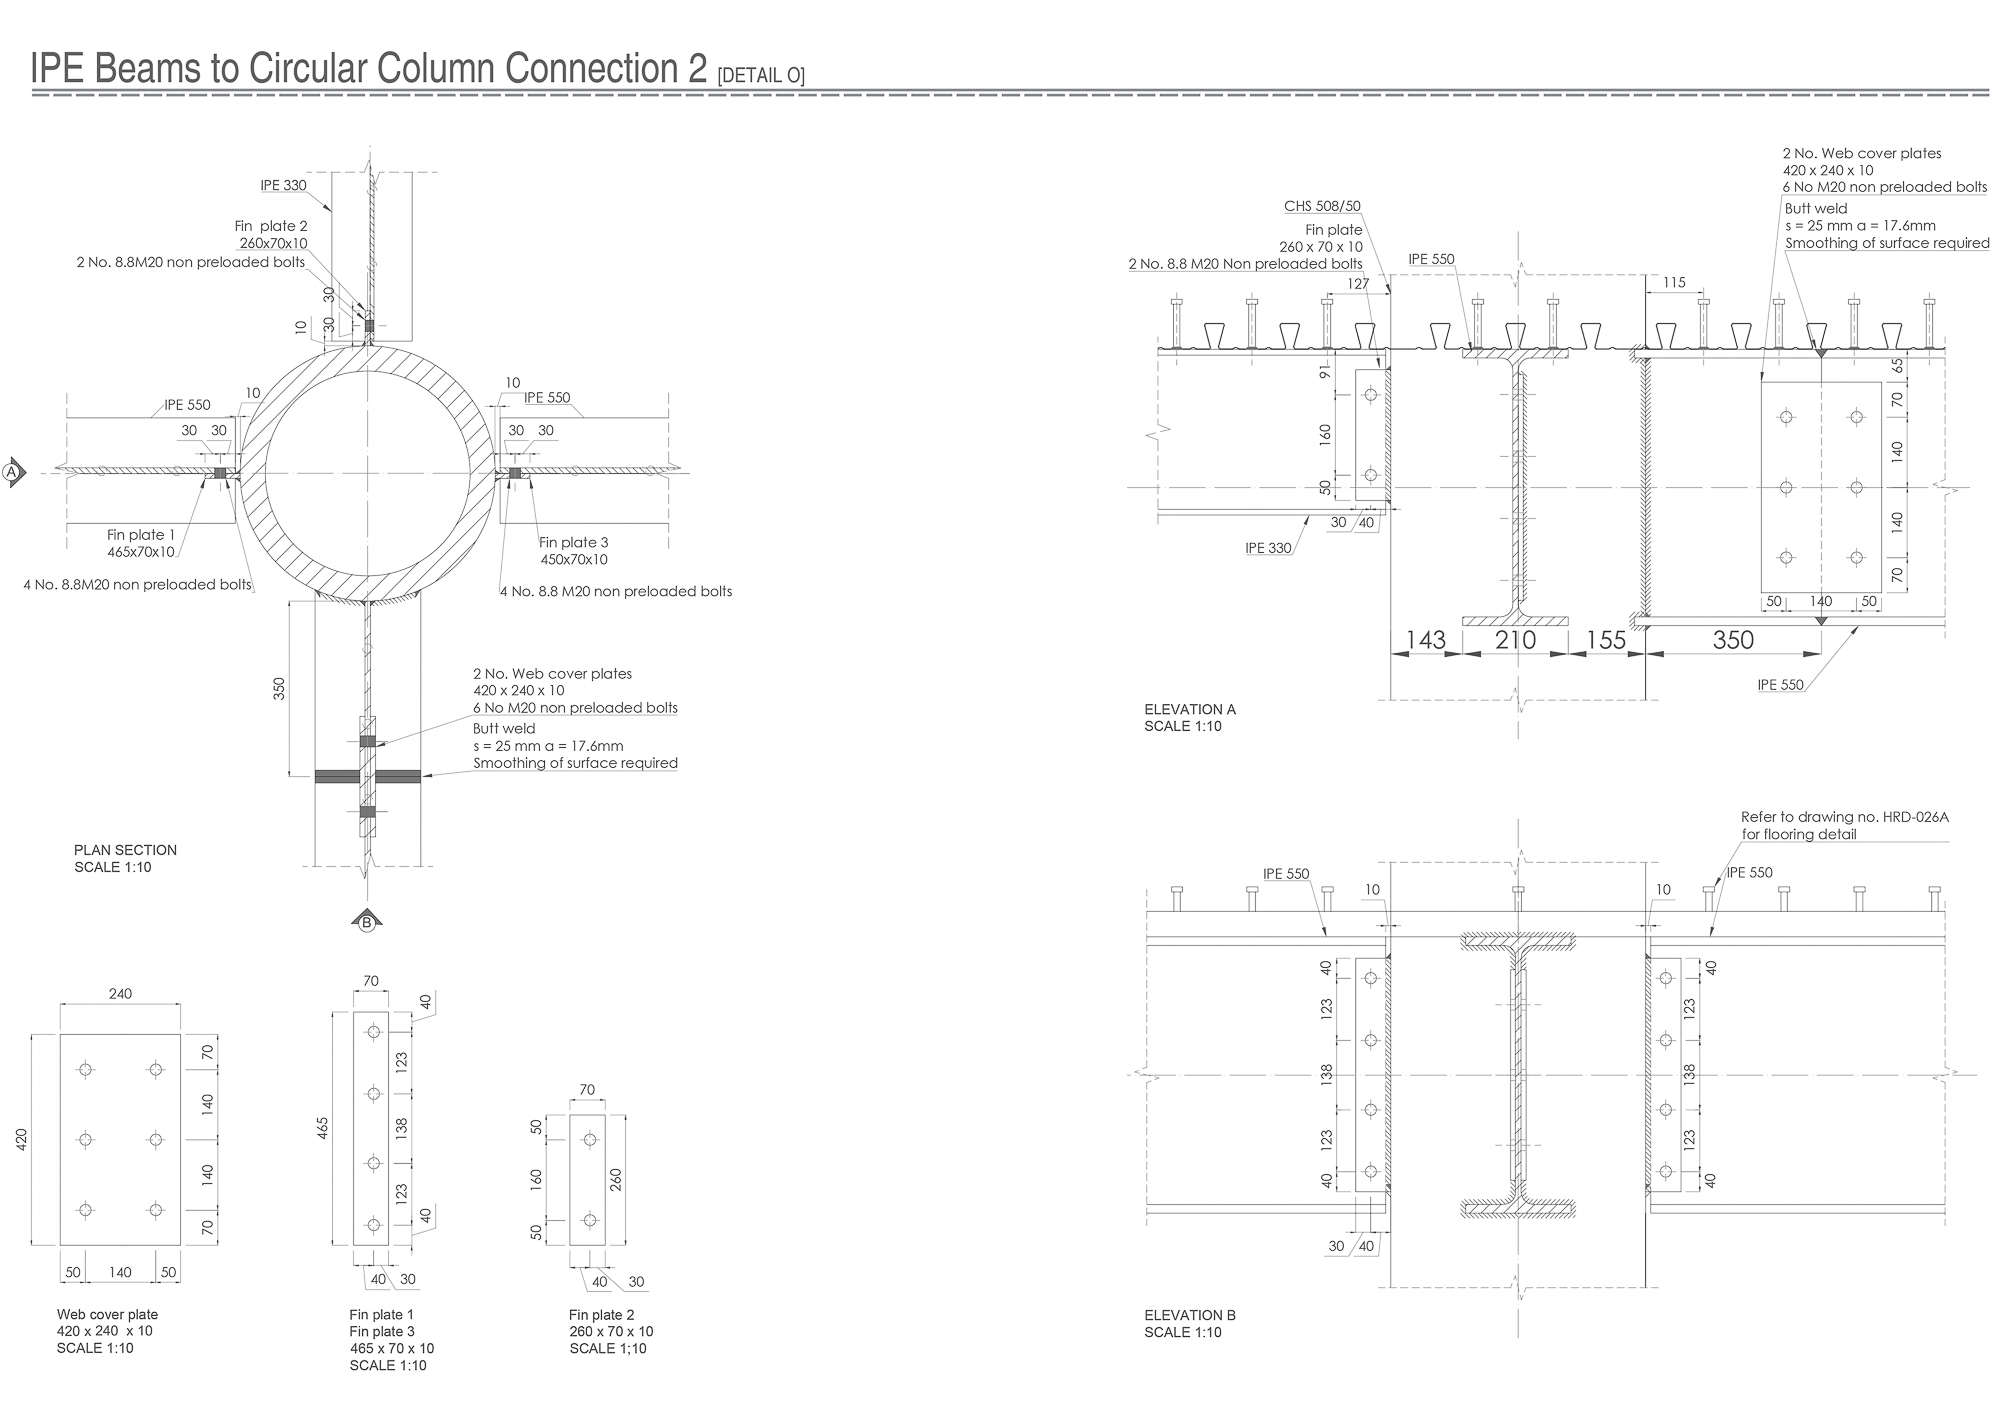 IPE Beams to Circular Column Connection 2 [DETAIL O]
IPE 330
Fin  plate 2
260x70x10
2 No. 8.8M20 non preloaded bolts
30
30
10
10
IPE 550
30 30
10
IPE 550
30 30
A
Fin plate 1
465x70x10
4 No. 8.8M20 non preloaded bolts
Fin plate 3
450x70x10
4 No. 8.8 M20 non preloaded bolts
350
2 No. Web cover plates
420 x 240 x 10
6 No M20 non preloaded bolts
Butt weld
s = 25 mm a = 17.6mm
Smoothing of surface required
PLAN SECTION
SCALE 1:10
B
240
420
70
140
140
70
50 140 50
Web cover plate
420 x 240  x 10
SCALE 1:10
70
465
40
123
138
123
40
40 30
Fin plate 1
Fin plate 3
465 x 70 x 10
SCALE 1:10
70
50
160
50
260
40 30
Fin plate 2
260 x 70 x 10
SCALE 1;10
2 No. Web cover plates
420 x 240 x 10
6 No M20 non preloaded bolts
Butt weld
s = 25 mm a = 17.6mm
Smoothing of surface required
CHS 508/50
Fin plate
260 x 70 x 10
2 No. 8.8 M20 Non preloaded bolts
127
IPE 550
115
91
160
50
30 40
IPE 330
65
70
140
140
70
50 140 50
143 210 155 350
IPE 550
ELEVATION A
SCALE 1:10
Refer to drawing no. HRD-026A
for flooring detail
IPE 550
IPE 550
10
10
40
123
138
123
40
40
123
138
123
40
30 40
ELEVATION B
SCALE 1:10